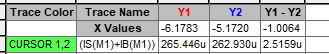 Trace Color Trace Name Y1 Y2 Y1 - Y2
X Values -6.1783 -5.1720 -1.0064
CURSOR 1,2 (IS(M1)+IB(M1)) 265.446u 262.930u 2.5159u